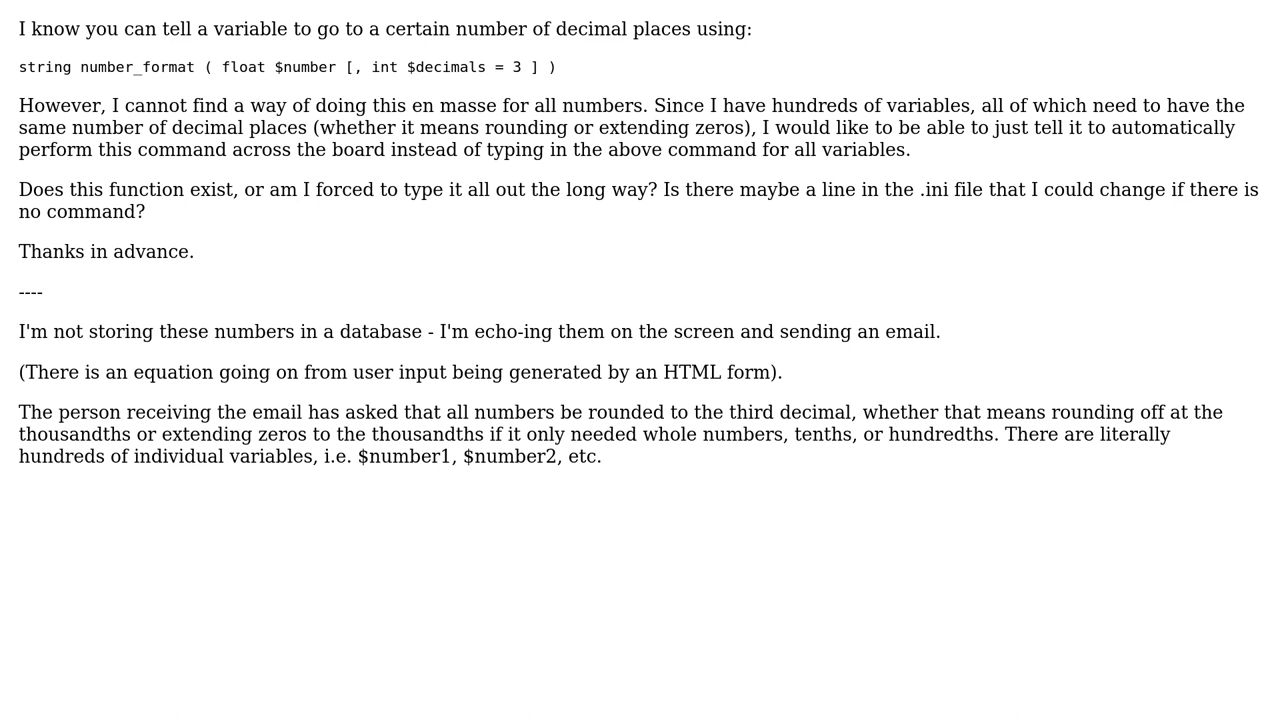 I know you can tell a variable to go to a certain number of decimal places using:
string number_format ( float $number [, int $decimals = 3 ] )
However, I cannot find a way of doing this en masse for all numbers. Since I have hundreds of variables, all of which need to have the
same number of decimal places (whether it means rounding or extending zeros), I would like to be able to just tell it to automatically
perform this command across the board instead of typing in the above command for all variables.
Does this function exist, or am I forced to type it all out the long way? Is there maybe a line in the .ini file that I could change if there is
no command?
Thanks in advance.
----
I'm not storing these numbers in a database - I'm echo-ing them on the screen and sending an email.
(There is an equation going on from user input being generated by an HTML form).
The person receiving the email has asked that all numbers be rounded to the third decimal, whether that means rounding off at the
thousandths or extending zeros to the thousandths if it only needed whole numbers, tenths, or hundredths. There are literally
hundreds of individual variables, i.e. $number1, $number2, etc.